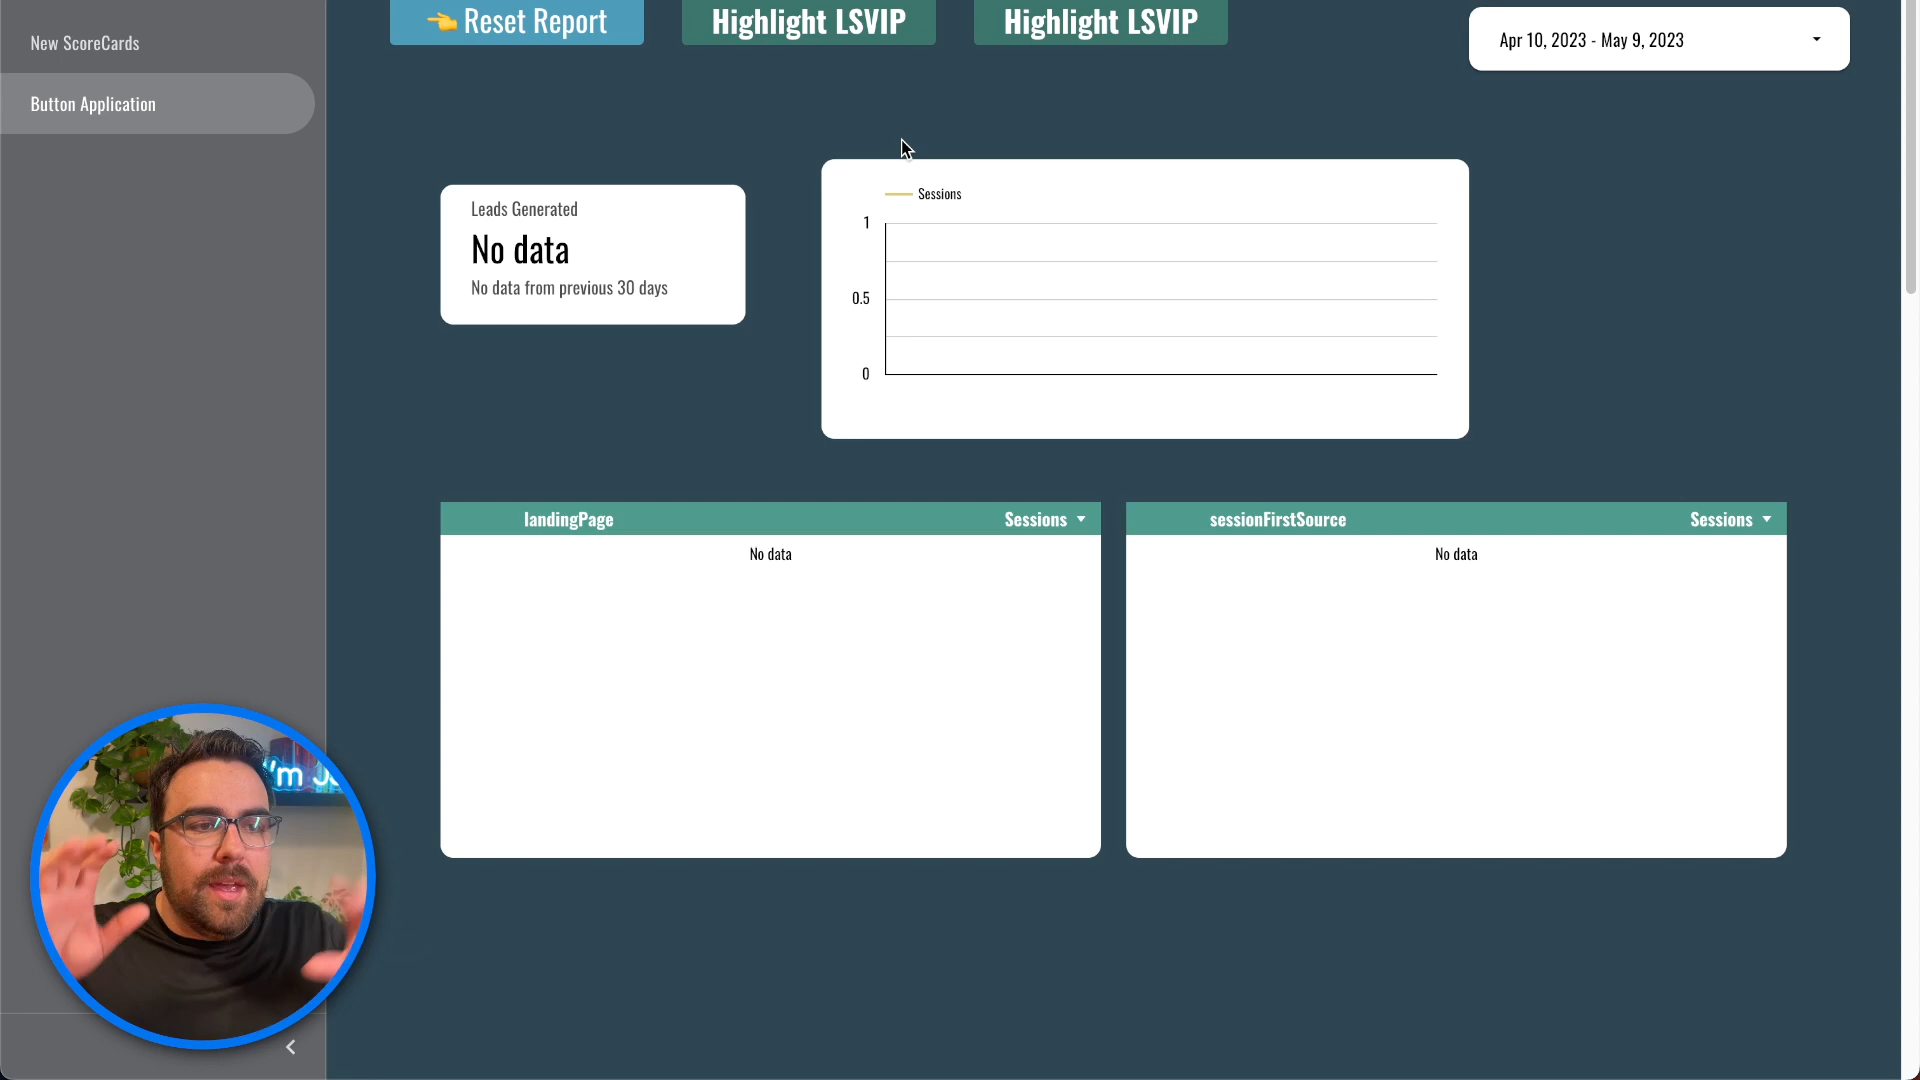 New ScoreCards
Button Application
👈 Reset Report
Highlight LSVIP
Highlight LSVIP
Apr 10, 2023 - May 9, 2023
Leads Generated
No data
No data from previous 30 days
Sessions
1
0.5
0
landingPage
Sessions
No data
sessionFirstSource
Sessions
No data